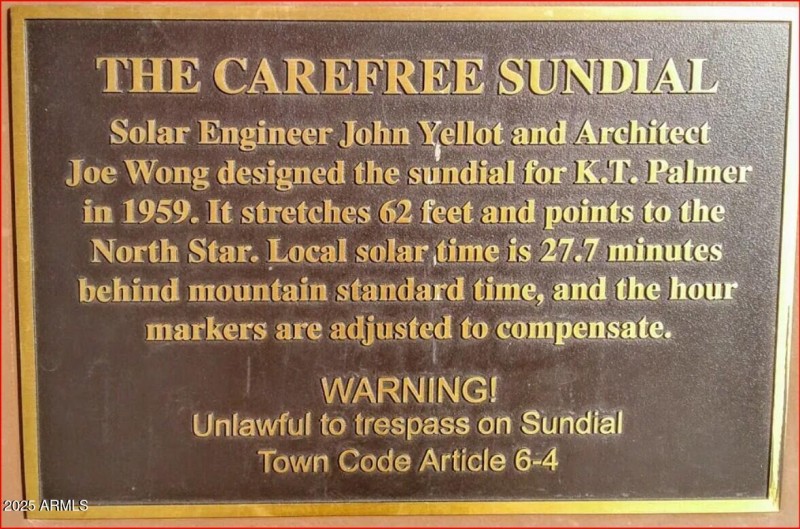 THE CAREFREE SUNDIAL
Solar Engineer John Yellot and Architect
Joe Wong designed the sundial for K.T. Palmer
in 1959. It stretches 62 feet and points to the
North Star. Local solar time is 27.7 minutes
behind mountain standard time, and the hour
markers are adjusted to compensate.
WARNING!
Unlawful to trespass on Sundial
Town Code Article 6-4
2025 ARMLS